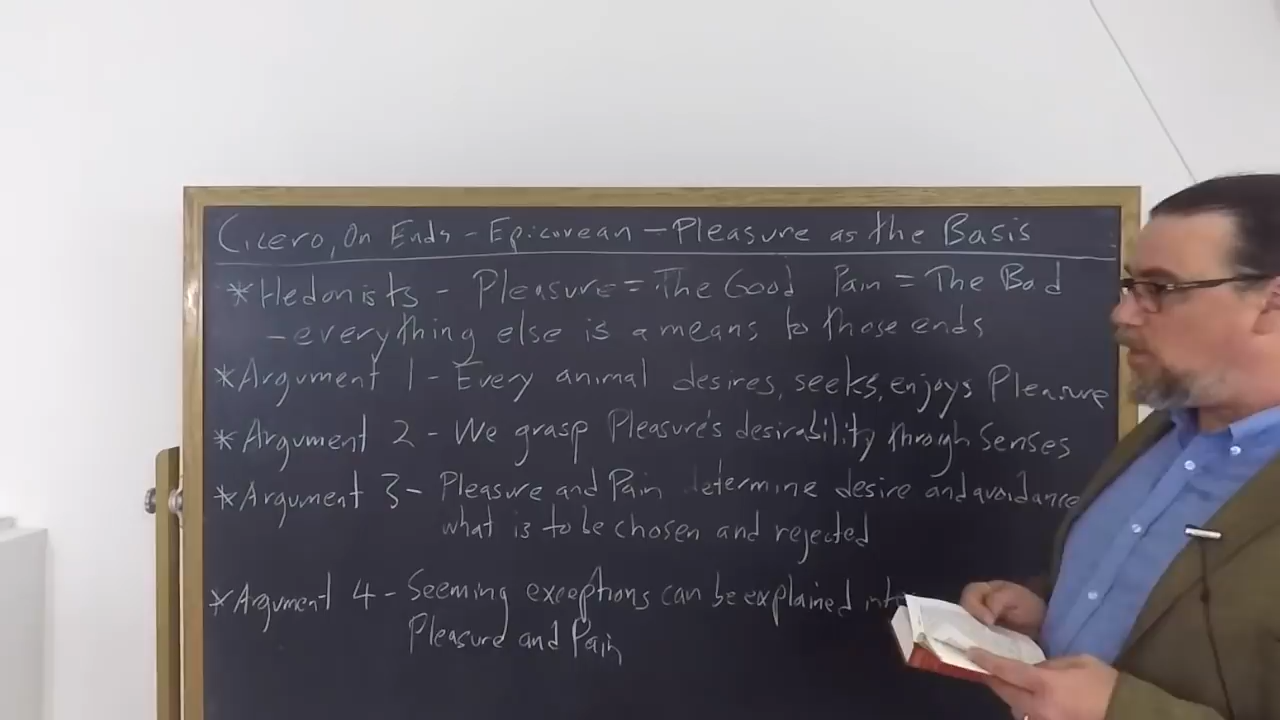 Cicero, On Ends - Epicurean - Pleasure as the Basis
*Hedonists - Pleasure = The Good Pain = The Bad
- everything else is a means to those ends
*Argument 1 - Every animal desires, seeks, enjoys Pleasure
*Argument 2 - We grasp Pleasure's desirability through Senses
*Argument 3 - Pleasure and Pain determine desire and avoidance
what is to be chosen and rejected
*Argument 4 - Seeming exceptions can be explained
Pleasure and Pain